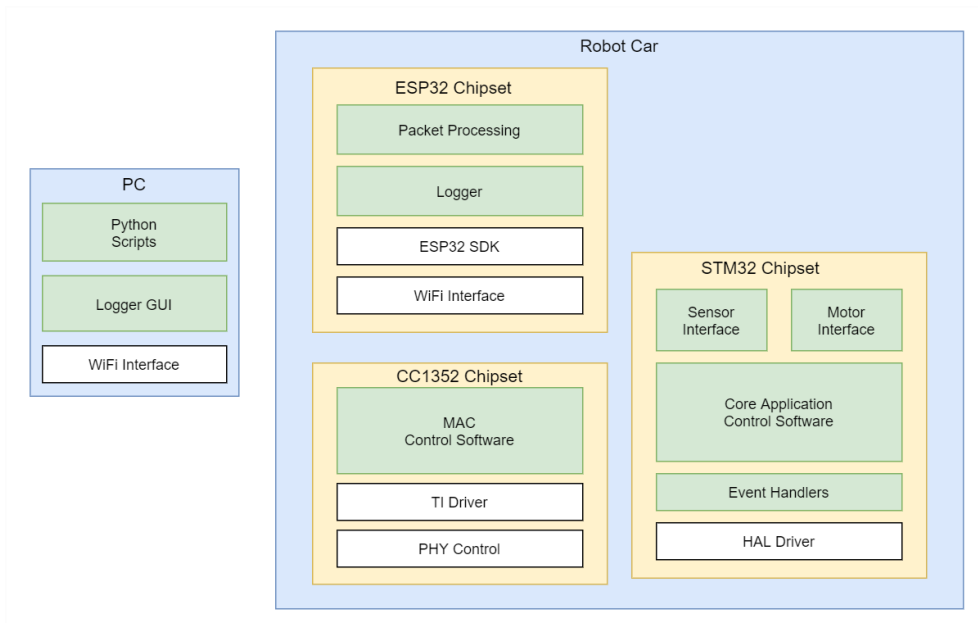 Robot Car
ESP32 Chipset
Packet Processing
Logger
ESP32 SDK
WiFi Interface
PC
Python
Scripts
Logger GUI
WiFi Interface
CC1352 Chipset
MAC
Control Software
TI Driver
PHY Control
STM32 Chipset
Sensor
Interface
Motor
Interface
Core Application
Control Software
Event Handlers
HAL Driver